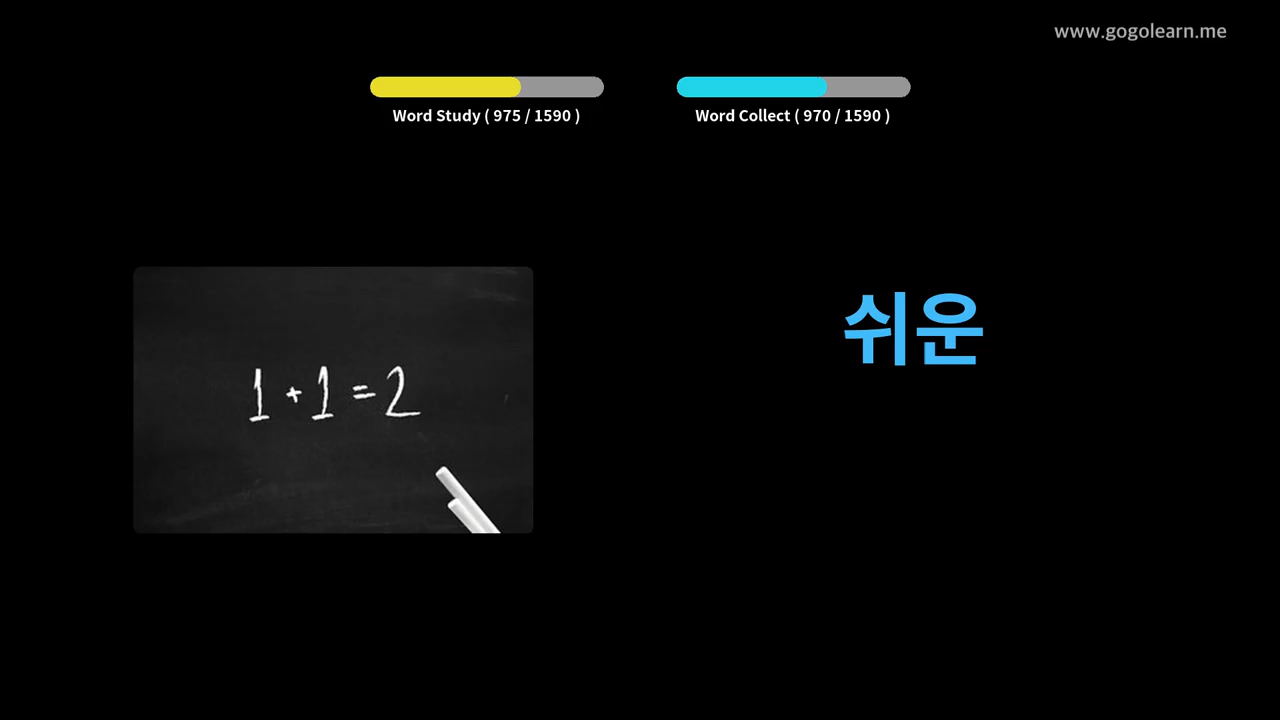 www.gogolearn.me
Word Study ( 975 / 1590 )
Word Collect ( 970 / 1590 )
쉬운
1 + 1 = 2